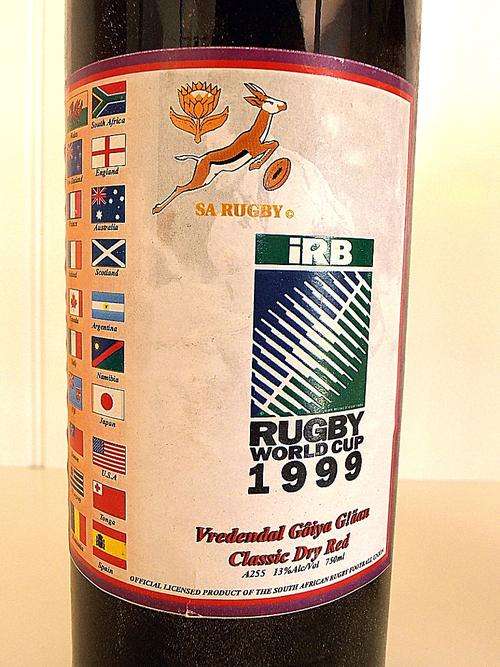 Wales
South Africa
England
Australia
Scotland
Argentina
Namibia
Japan
U.S.A
Tonga
Spain
SA RUGBY©
iRB
RUGBY
WORLD CUP
1999
Vredendal Gôiya G!äan
Classic Dry Red
A255 13%Alc/Vol 750ml
OFFICIAL LICENSED PRODUCT OF THE SOUTH AFRICAN RUGBY FOOTBALL UNION